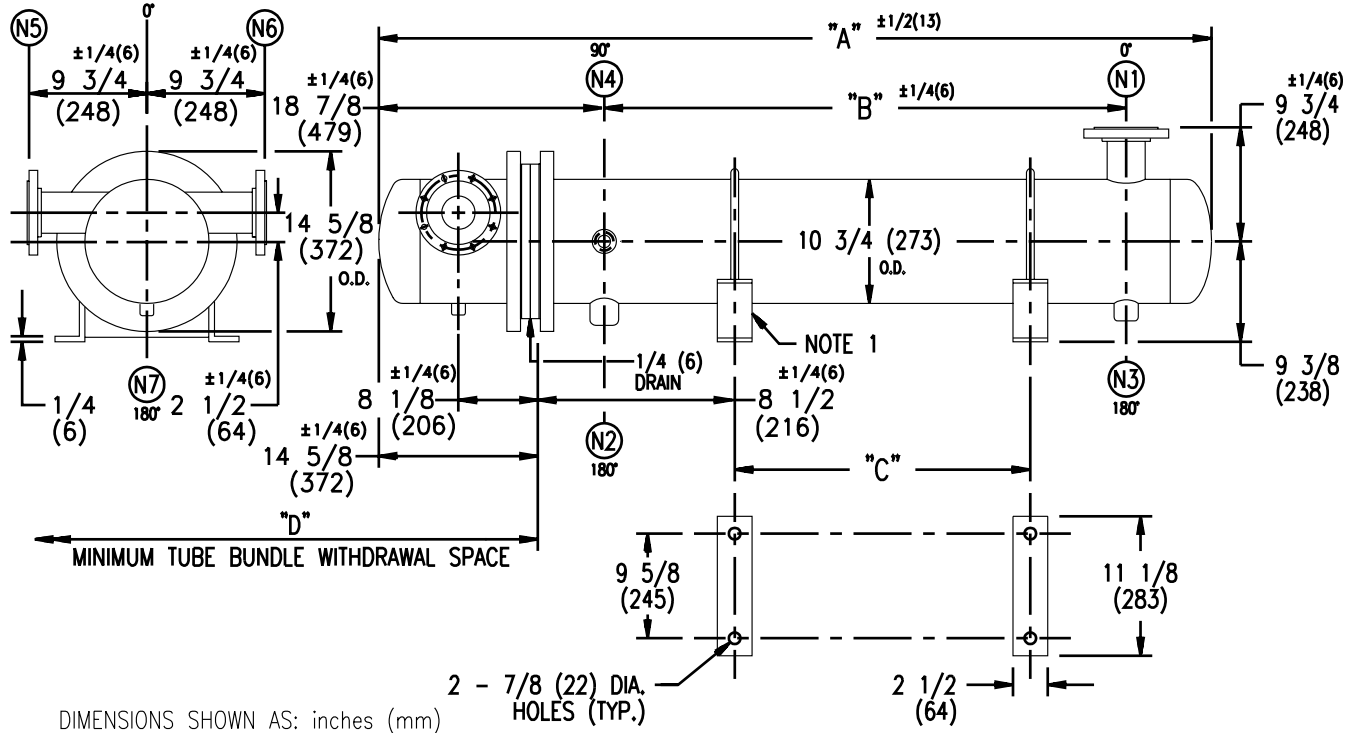 N5
0°
N6
±1/4(6)
9 3/4
(248)
±1/4(6)
9 3/4
(248)
"A" ±1/2(13)
±1/4(6)
18 7/8
(479)
90°
N4
"B" ±1/4(6)
0°
N1
±1/4(6)
9 3/4
(248)
14 5/8
(372)
O.D.
10 3/4 (273)
O.D.
NOTE 1
1/4 (6)
DRAIN
9 3/8
(238)
1/4
(6)
N7
180°
±1/4(6)
2 1/2
(64)
±1/4(6)
8 1/8
(206)
±1/4(6)
8 1/2
(216)
N3
180°
N2
180°
±1/4(6)
14 5/8
(372)
"C"
"D"
MINIMUM TUBE BUNDLE WITHDRAWAL SPACE
9 5/8
(245)
11 1/8
(283)
2 - 7/8 (22) DIA.
HOLES (TYP.)
2 1/2
(64)
DIMENSIONS SHOWN AS: inches (mm)